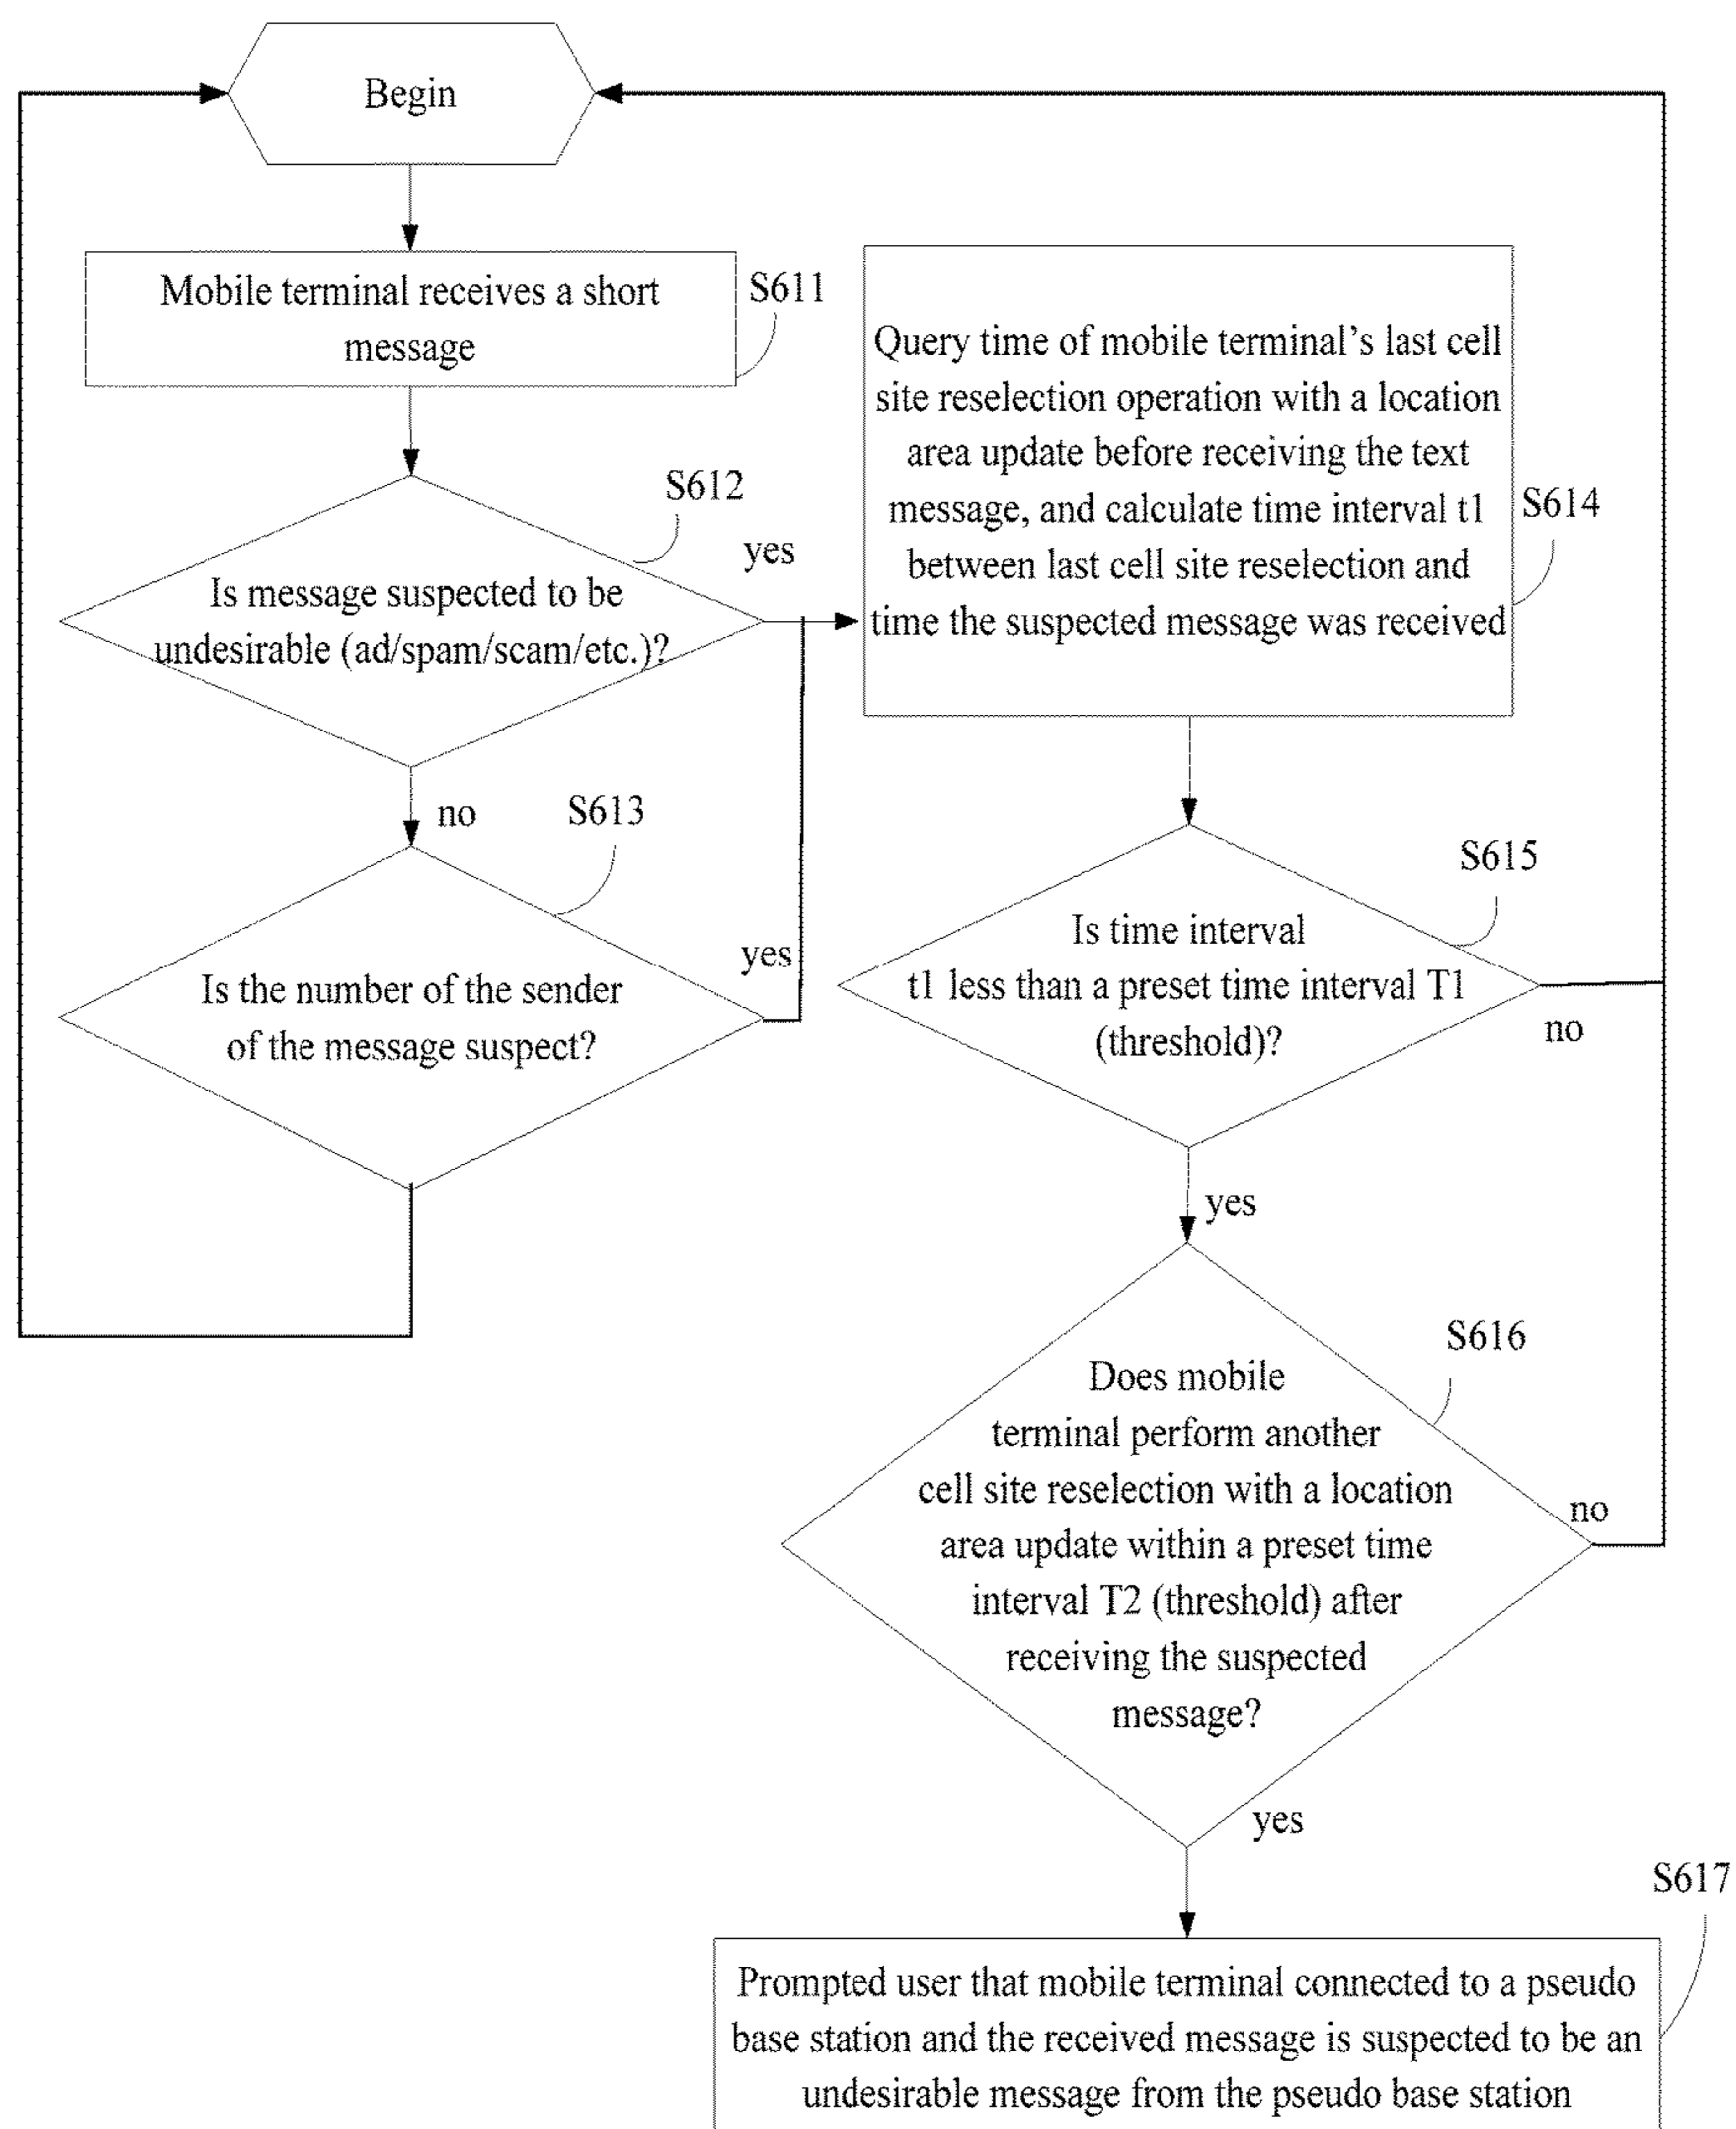 Begin
Mobile terminal receives a short
message
S611
S612
yes
Is message suspected to be
undesirable (ad/spam/scam/etc.)?
no
S613
yes
Is the number of the sender
of the message suspect?
Query time of mobile terminal's last cell
site reselection operation with a location
area update before receiving the text
message, and calculate time interval t1
between last cell site reselection and
time the suspected message was received
S614
S615
Is time interval
t1 less than a preset time interval T1
(threshold)?
no
yes
S616
Does mobile
terminal perform another
cell site reselection with a location
area update within a preset time
interval T2 (threshold) after
receiving the suspected
message?
no
yes
S617
Prompted user that mobile terminal connected to a pseudo
base station and the received message is suspected to be an
undesirable message from the pseudo base station